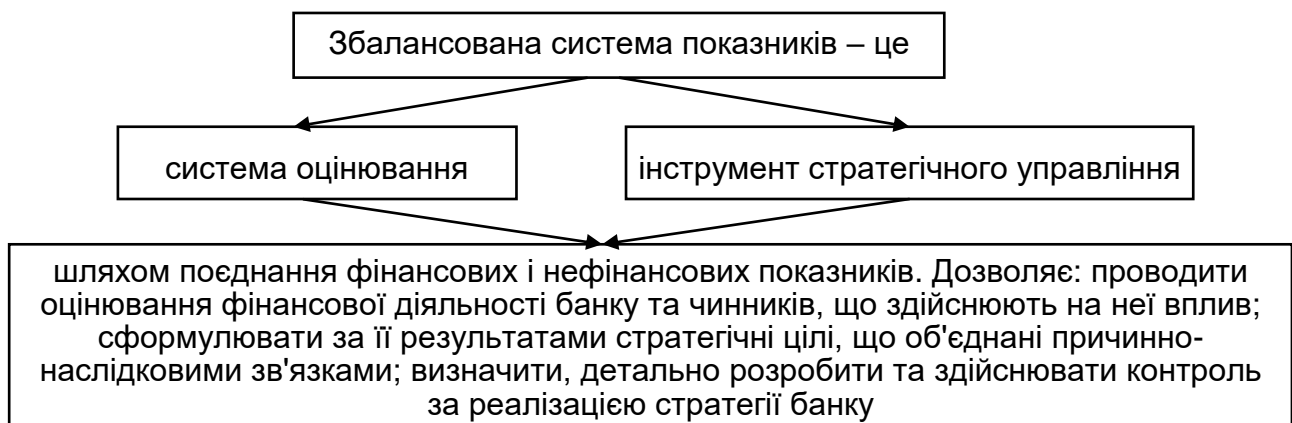 Збалансована система показників – це
система оцінювання
інструмент стратегічного управління
шляхом поєднання фінансових і нефінансових показників. Дозволяє: проводити
оцінювання фінансової діяльності банку та чинників, що здійснюють на неї вплив;
сформулювати за її результатами стратегічні цілі, що об'єднані причинно-
наслідковими зв'язками; визначити, детально розробити та здійснювати контроль
за реалізацією стратегії банку